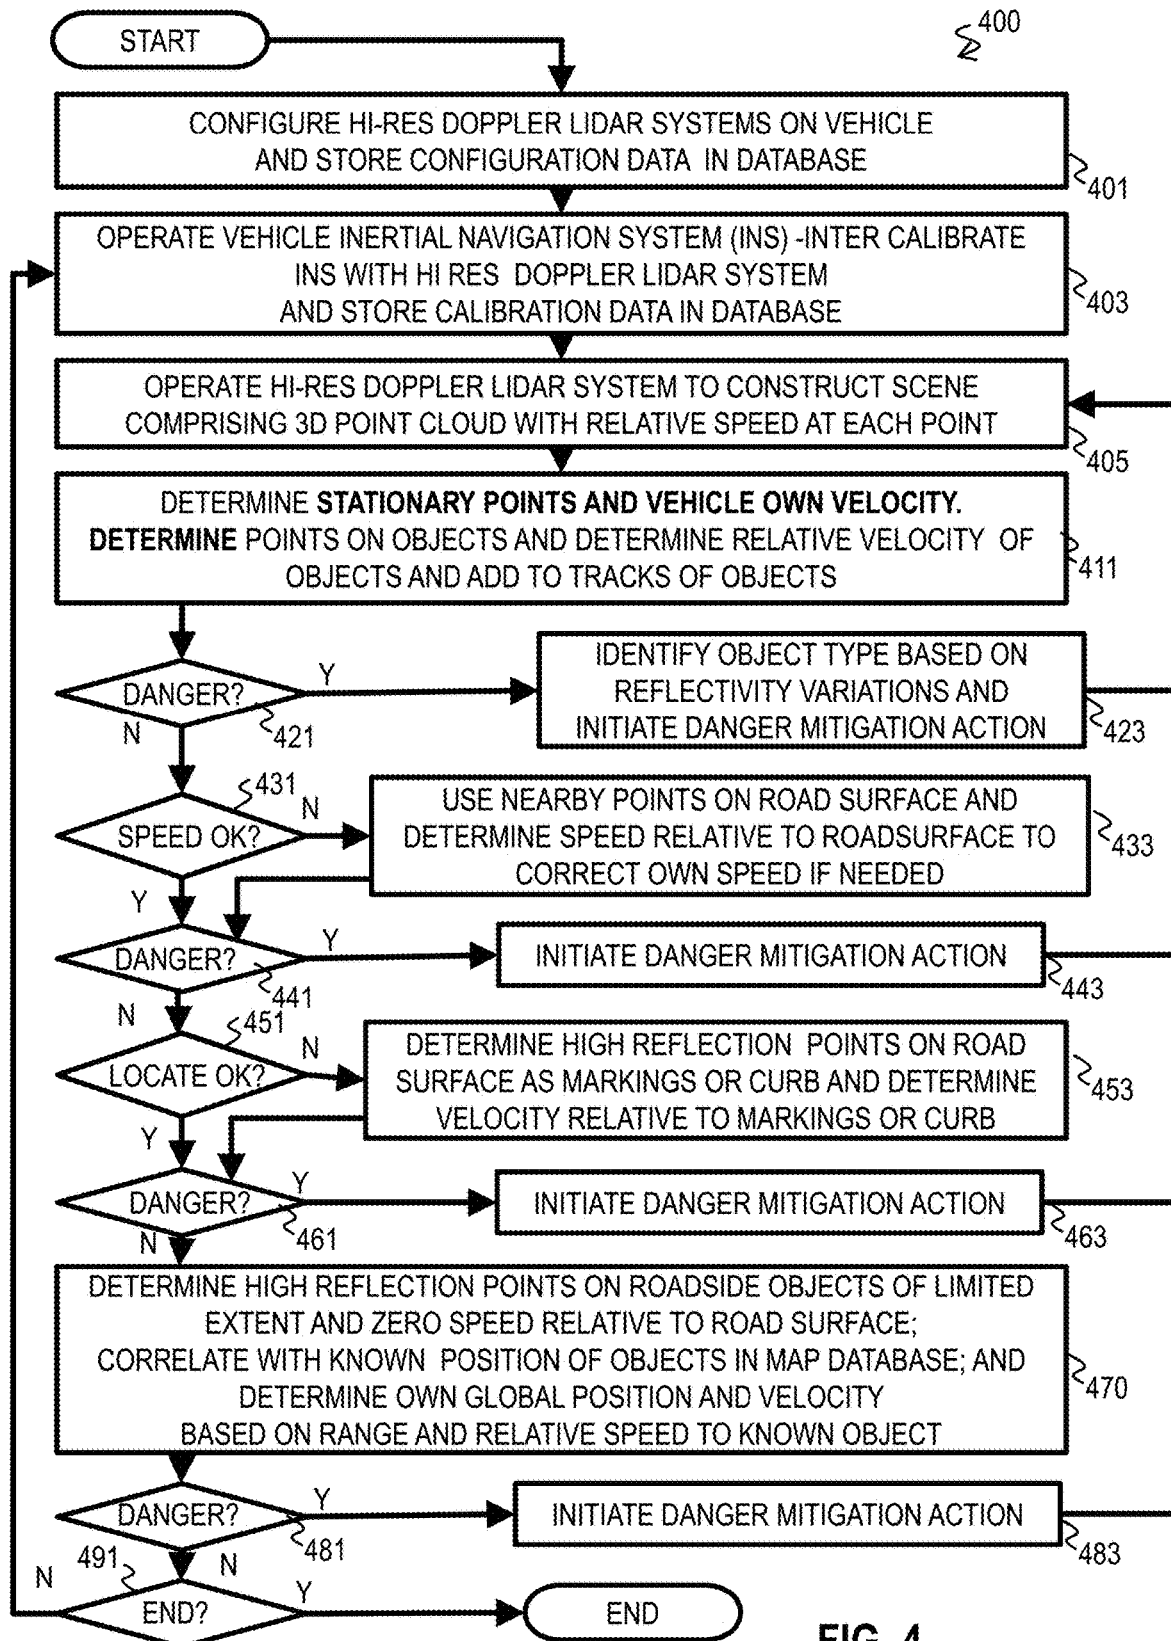 START
400
CONFIGURE HI-RES DOPPLER LIDAR SYSTEMS ON VEHICLE
AND STORE CONFIGURATION DATA IN DATABASE
401
OPERATE VEHICLE INERTIAL NAVIGATION SYSTEM (INS) -INTER CALIBRATE
INS WITH HI RES DOPPLER LIDAR SYSTEM
AND STORE CALIBRATION DATA IN DATABASE
403
OPERATE HI-RES DOPPLER LIDAR SYSTEM TO CONSTRUCT SCENE
COMPRISING 3D POINT CLOUD WITH RELATIVE SPEED AT EACH POINT
405
DETERMINE STATIONARY POINTS AND VEHICLE OWN VELOCITY.
DETERMINE POINTS ON OBJECTS AND DETERMINE RELATIVE VELOCITY OF
OBJECTS AND ADD TO TRACKS OF OBJECTS
411
DANGER?
Y
N
421
IDENTIFY OBJECT TYPE BASED ON
REFLECTIVITY VARIATIONS AND
INITIATE DANGER MITIGATION ACTION
423
431
SPEED OK?
N
Y
USE NEARBY POINTS ON ROAD SURFACE AND
DETERMINE SPEED RELATIVE TO ROADSURFACE TO
CORRECT OWN SPEED IF NEEDED
433
DANGER?
Y
N
441
INITIATE DANGER MITIGATION ACTION
443
451
LOCATE OK?
N
Y
DETERMINE HIGH REFLECTION POINTS ON ROAD
SURFACE AS MARKINGS OR CURB AND DETERMINE
VELOCITY RELATIVE TO MARKINGS OR CURB
453
DANGER?
Y
N
461
INITIATE DANGER MITIGATION ACTION
463
DETERMINE HIGH REFLECTION POINTS ON ROADSIDE OBJECTS OF LIMITED
EXTENT AND ZERO SPEED RELATIVE TO ROAD SURFACE;
CORRELATE WITH KNOWN POSITION OF OBJECTS IN MAP DATABASE; AND
DETERMINE OWN GLOBAL POSITION AND VELOCITY
BASED ON RANGE AND RELATIVE SPEED TO KNOWN OBJECT
470
DANGER?
Y
N
481
INITIATE DANGER MITIGATION ACTION
483
491
N
END?
Y
END
FIG. 4